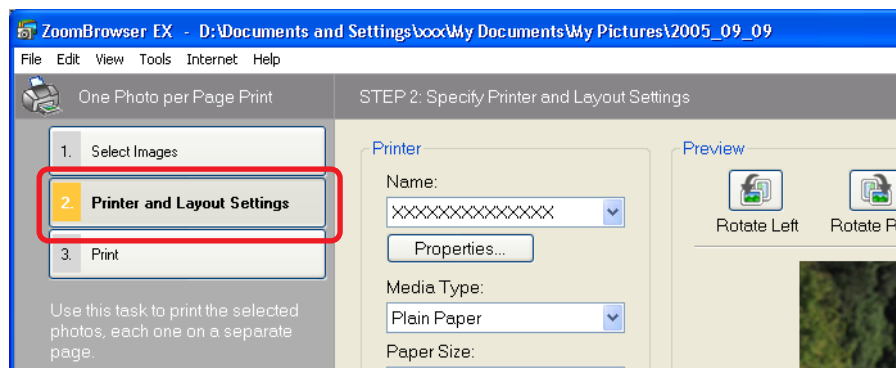 ZoomBrowser EX - D:\Documents and Settings\xxx\My Documents\My Pictures\2005_09_09
File Edit View Tools Internet Help
One Photo per Page Print
STEP 2: Specify Printer and Layout Settings
1. Select Images
2. Printer and Layout Settings
3. Print
Use this task to print the selected
photos, each one on a separate
page.
Printer
Name:
XXXXXXXXXXXXXX
Properties...
Media Type:
Plain Paper
Paper Size:
Preview
Rotate Left Rotate R